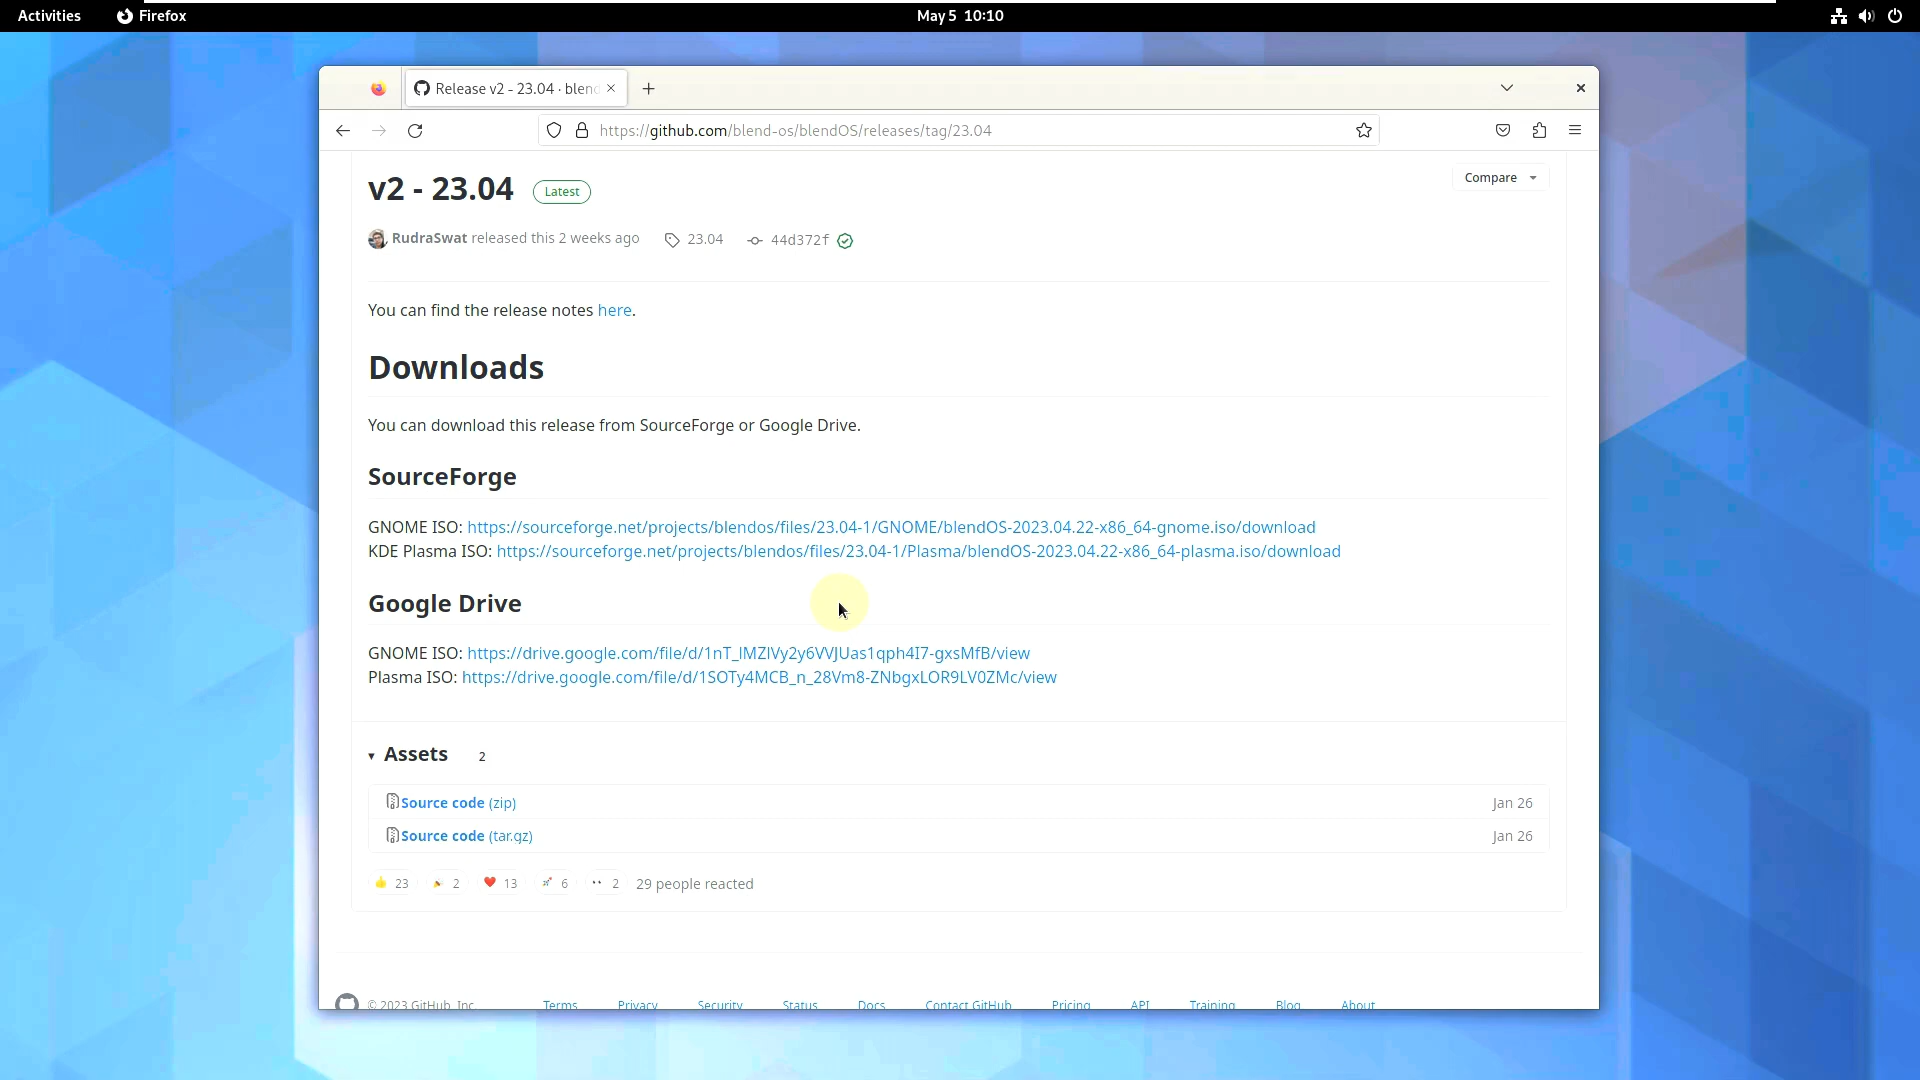 Activities Firefox May 5 10:10
Release v2 - 23.04 · blend
https://github.com/blend-os/blendOS/releases/tag/23.04
v2 - 23.04 Latest Compare
RudraSwat released this 2 weeks ago 23.04 44d372f
You can find the release notes here.
Downloads
You can download this release from SourceForge or Google Drive.
SourceForge
GNOME ISO: https://sourceforge.net/projects/blendos/files/23.04-1/GNOME/blendOS-2023.04.22-x86_64-gnome.iso/download
KDE Plasma ISO: https://sourceforge.net/projects/blendos/files/23.04-1/Plasma/blendOS-2023.04.22-x86_64-plasma.iso/download
Google Drive
GNOME ISO: https://drive.google.com/file/d/1nT_IMZIVy2y6VVJUas1qph4I7-gxsMfB/view
Plasma ISO: https://drive.google.com/file/d/1SOTy4MCB_n_28Vm8-ZNbgxLOR9LV0ZMc/view
Assets 2
Source code (zip) Jan 26
Source code (tar.gz) Jan 26
23 2 13 6 2 29 people reacted
© 2023 GitHub, Inc. Terms Privacy Security Status Docs Contact GitHub Pricing API Training Blog About